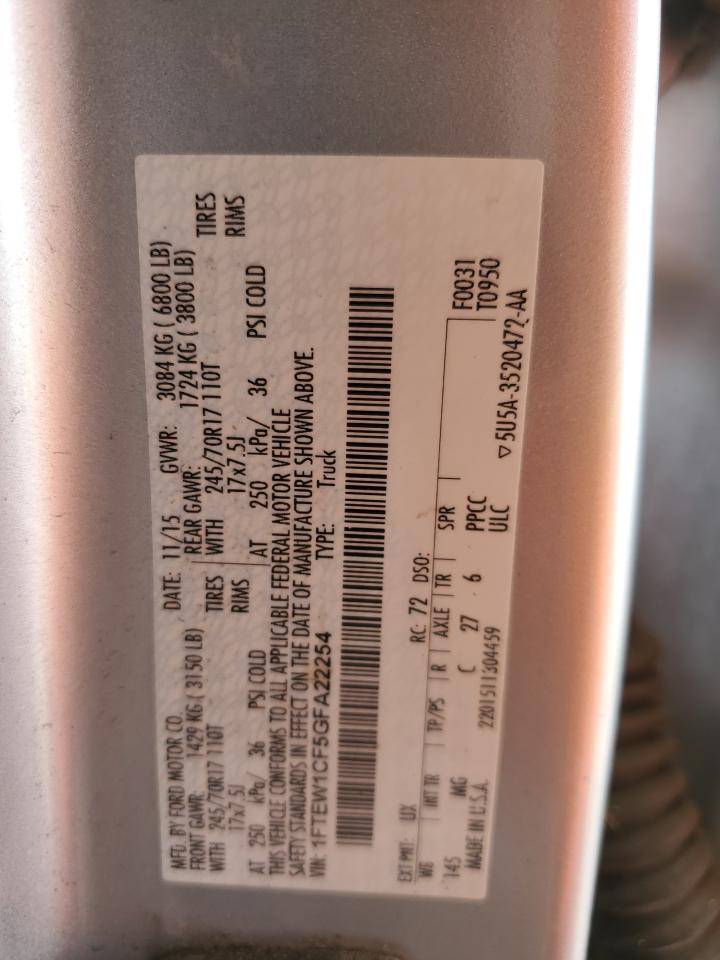 MFD. BY FORD MOTOR CO. DATE: 11/15 GVWR: 3084 KG ( 6800 LB)
FRONT GAWR: 1429 KG ( 3150 LB) REAR GAWR: 1724 KG ( 3800 LB)
WITH 245/70R17 110T TIRES WITH 245/70R17 110T TIRES
17x7.5J RIMS 17x7.5J RIMS
AT 250 kPa/ 36 PSI COLD AT 250 kPa/ 36 PSI COLD
THIS VEHICLE CONFORMS TO ALL APPLICABLE FEDERAL MOTOR VEHICLE
SAFETY STANDARDS IN EFFECT ON THE DATE OF MANUFACTURE SHOWN ABOVE.
VIN: 1FTEW1CF5GFA22254 TYPE: Truck
EXT PNT: UX RC: 72 DSO:
WB INT TR TP/PS R AXLE TR SPR F0031
145 MG C 27 6 PPCC T0950
MADE IN U.S.A. 2201511304459 ULC ▽ 5U5A-3520472-AA